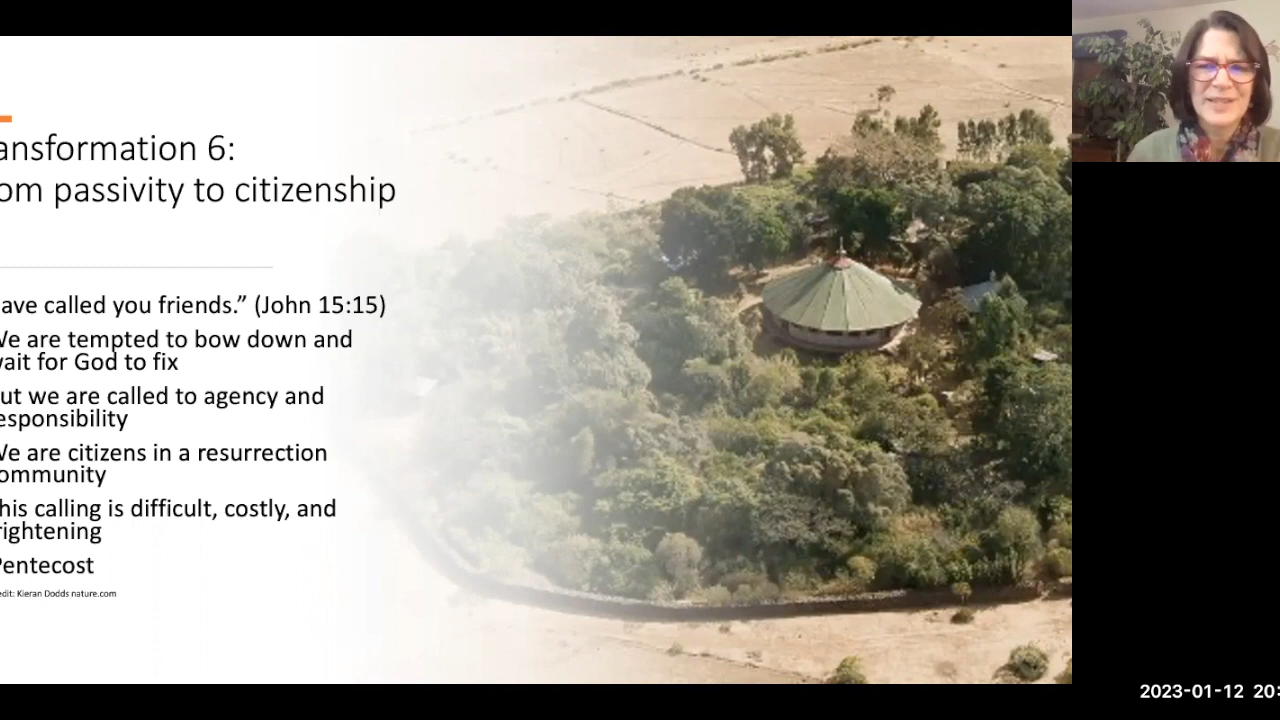 ansformation 6:
om passivity to citizenship
ave called you friends.” (John 15:15)
We are tempted to bow down and
wait for God to fix
ut we are called to agency and
esponsibility
We are citizens in a resurrection
ommunity
his calling is difficult, costly, and
rightening
Pentecost
edit: Kieran Dodds nature.com
2023-01-12 20: